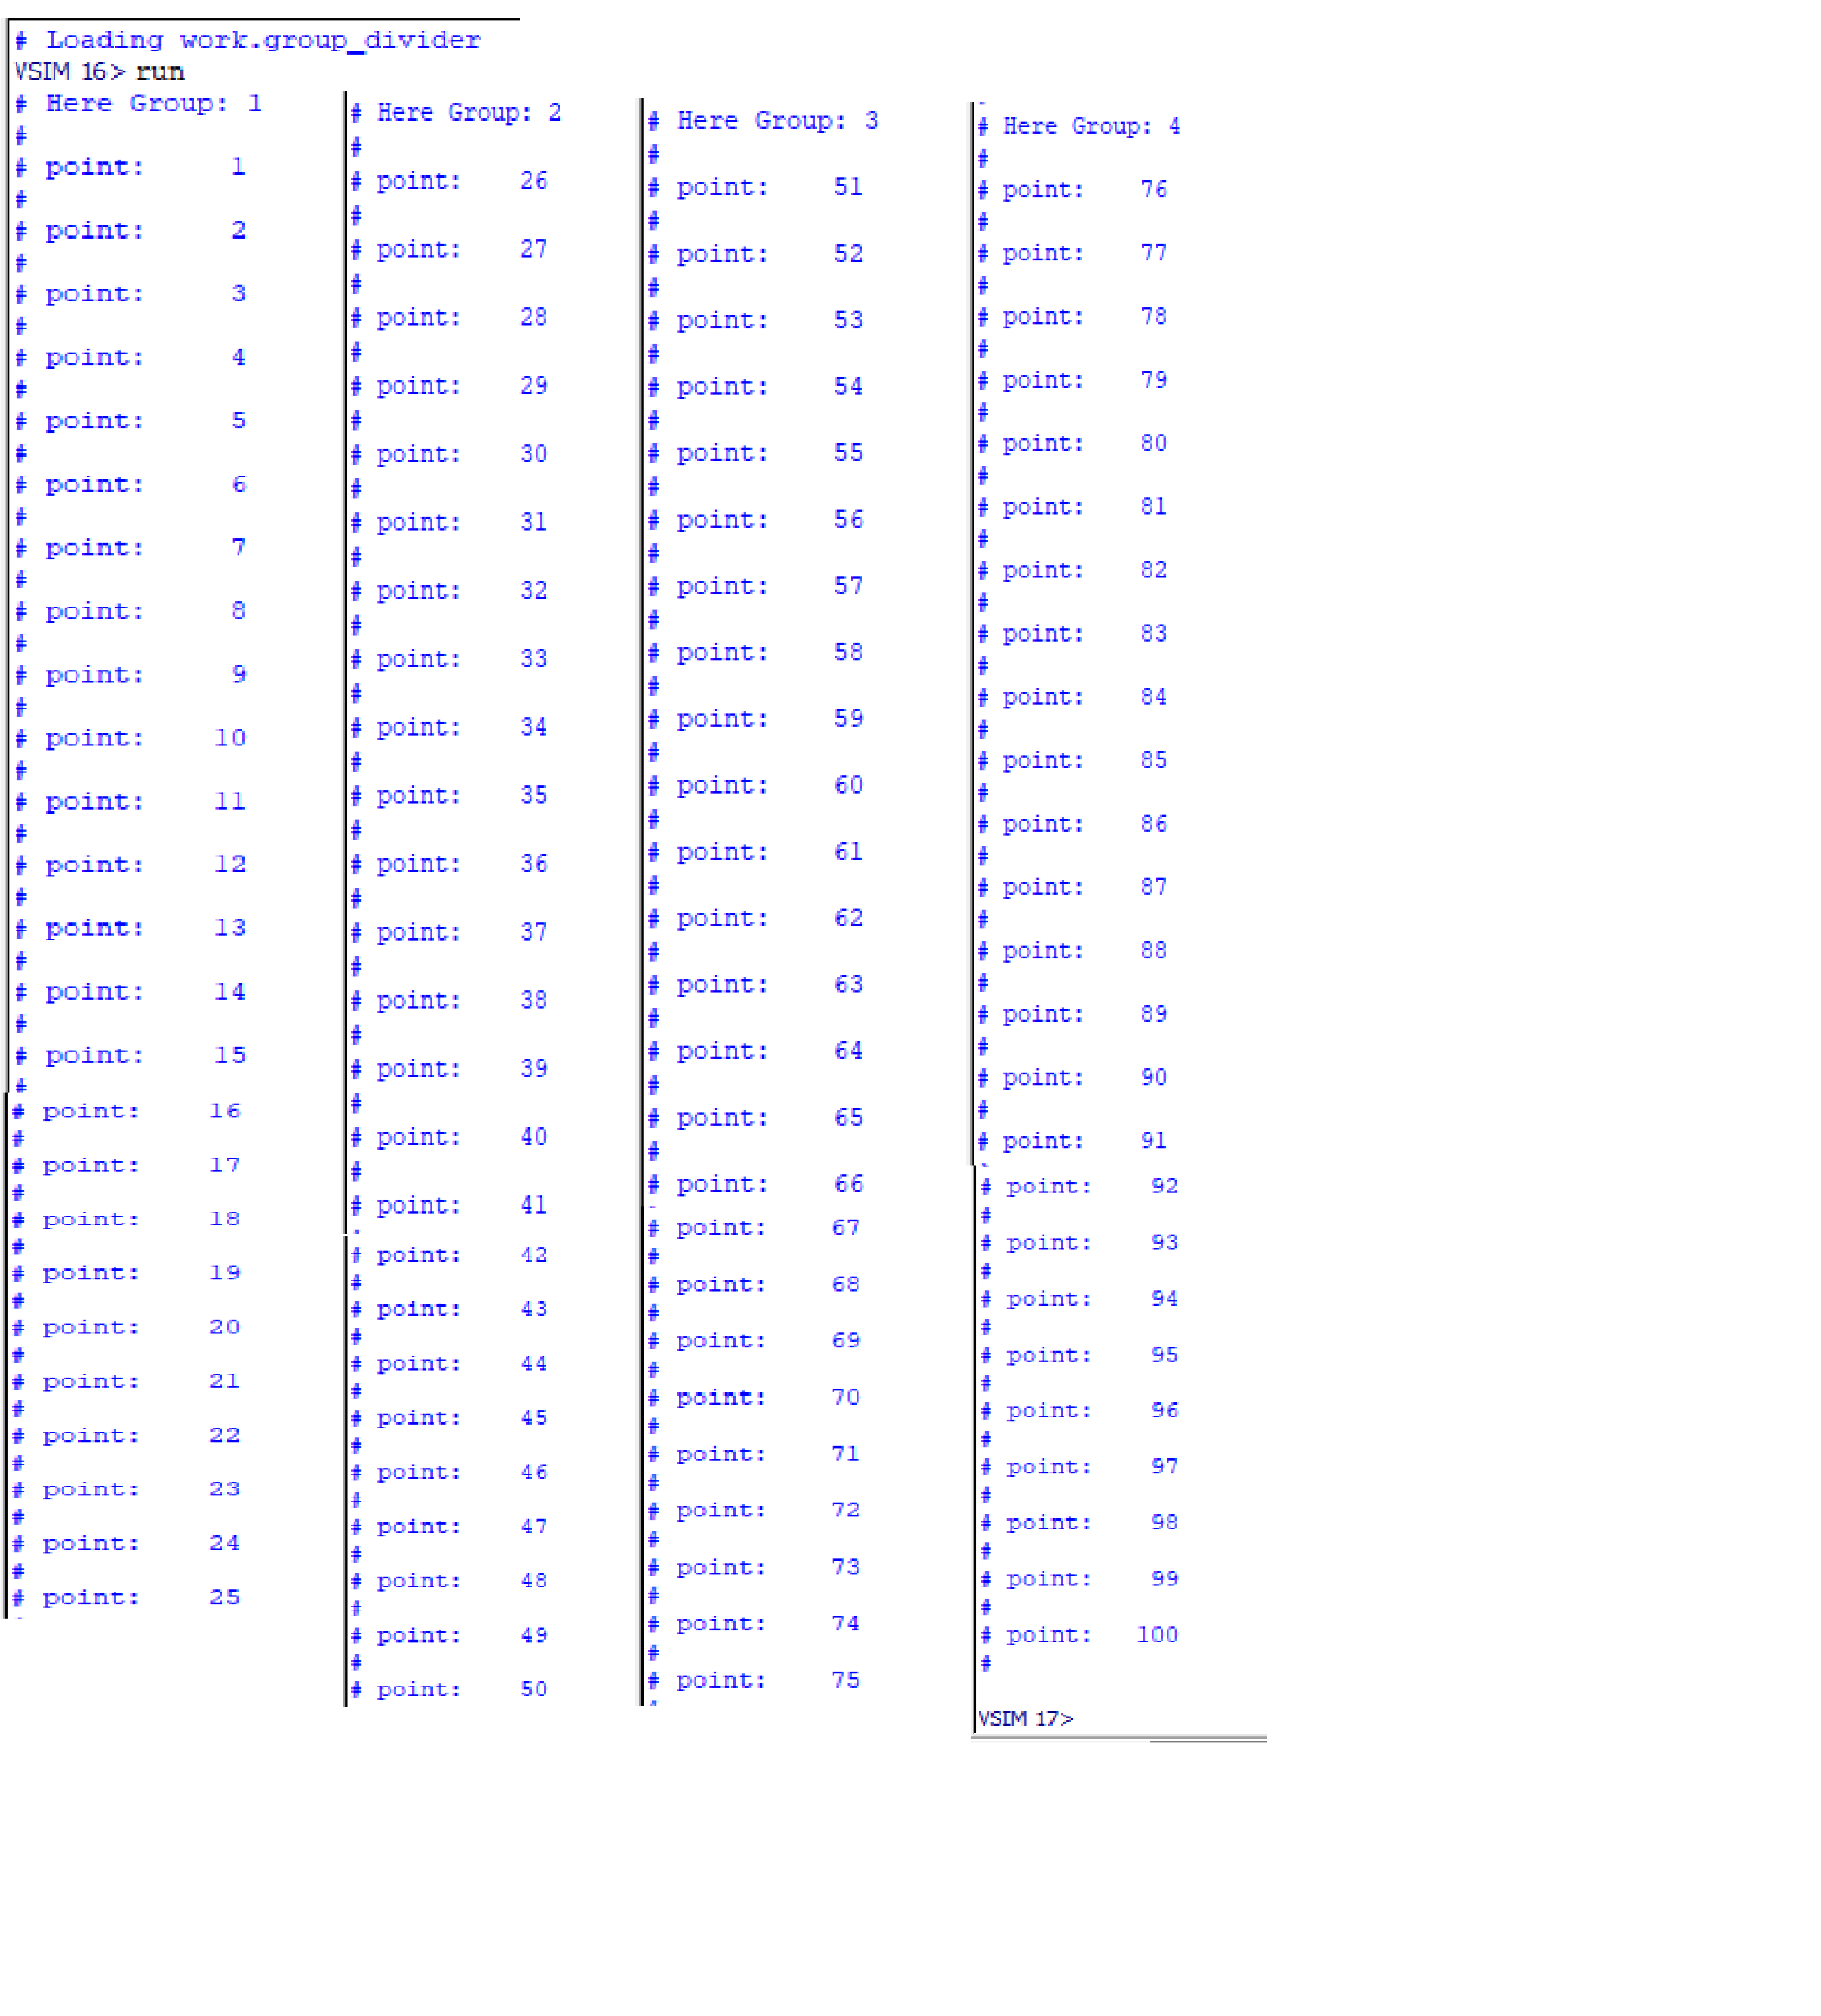 # Loading work.group_divider
VSIM 16> run
# Here Group: 1
#
# point: 1
#
# point: 2
#
# point: 3
#
# point: 4
#
# point: 5
#
# point: 6
#
# point: 7
#
# point: 8
#
# point: 9
#
# point: 10
#
# point: 11
#
# point: 12
#
# point: 13
#
# point: 14
#
# point: 15
#
# point: 16
#
# point: 17
#
# point: 18
#
# point: 19
#
# point: 20
#
# point: 21
#
# point: 22
#
# point: 23
#
# point: 24
#
# point: 25
# Here Group: 2
#
# point: 26
#
# point: 27
#
# point: 28
#
# point: 29
#
# point: 30
#
# point: 31
#
# point: 32
#
# point: 33
#
# point: 34
#
# point: 35
#
# point: 36
#
# point: 37
#
# point: 38
#
# point: 39
#
# point: 40
#
# point: 41
# point: 42
#
# point: 43
#
# point: 44
#
# point: 45
#
# point: 46
#
# point: 47
#
# point: 48
#
# point: 49
#
# point: 50
# Here Group: 3
#
# point: 51
#
# point: 52
#
# point: 53
#
# point: 54
#
# point: 55
#
# point: 56
#
# point: 57
#
# point: 58
#
# point: 59
#
# point: 60
#
# point: 61
#
# point: 62
#
# point: 63
#
# point: 64
#
# point: 65
#
# point: 66
# point: 67
#
# point: 68
#
# point: 69
#
# point: 70
#
# point: 71
#
# point: 72
#
# point: 73
#
# point: 74
#
# point: 75
# Here Group: 4
#
# point: 76
#
# point: 77
#
# point: 78
#
# point: 79
#
# point: 80
#
# point: 81
#
# point: 82
#
# point: 83
#
# point: 84
#
# point: 85
#
# point: 86
#
# point: 87
#
# point: 88
#
# point: 89
#
# point: 90
#
# point: 91
# point: 92
#
# point: 93
#
# point: 94
#
# point: 95
#
# point: 96
#
# point: 97
#
# point: 98
#
# point: 99
#
# point: 100
#
VSIM 17>